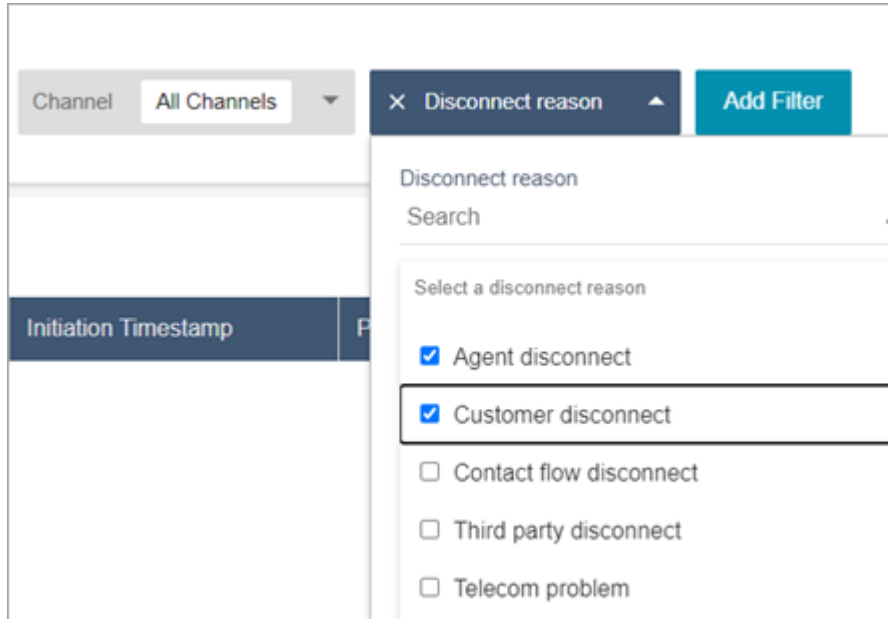 Channel All Channels Disconnect reason Add Filter
Disconnect reason
Search
Select a disconnect reason
Initiation Timestamp P
Agent disconnect
Customer disconnect
Contact flow disconnect
Third party disconnect
Telecom problem